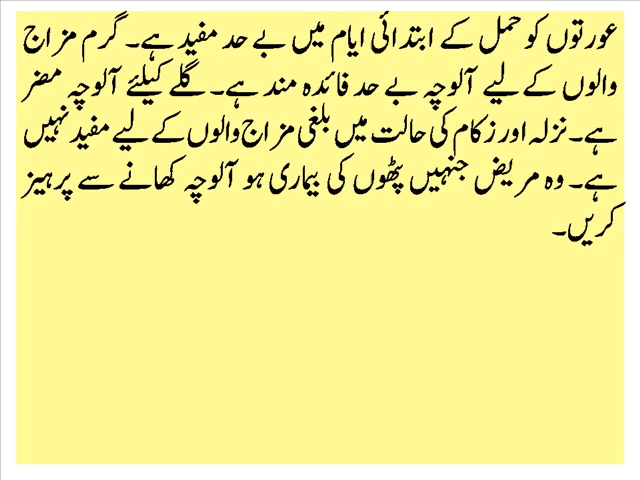 عورتوں کو حمل کے ابتدائی ایام میں بے حد مفید ہے۔ گرم مزاج
والوں کے لیے آلوچہ بے حد فائدہ مند ہے۔ گلے کیلئے آلوچہ مضر
ہے۔ نزلہ اور زکام کی حالت میں بلغمی مزاج والوں کے لیے مفید نہیں
ہے۔ وہ مریض جنہیں پٹھوں کی بیماری ہو آلوچہ کھانے سے پرہیز
کریں۔